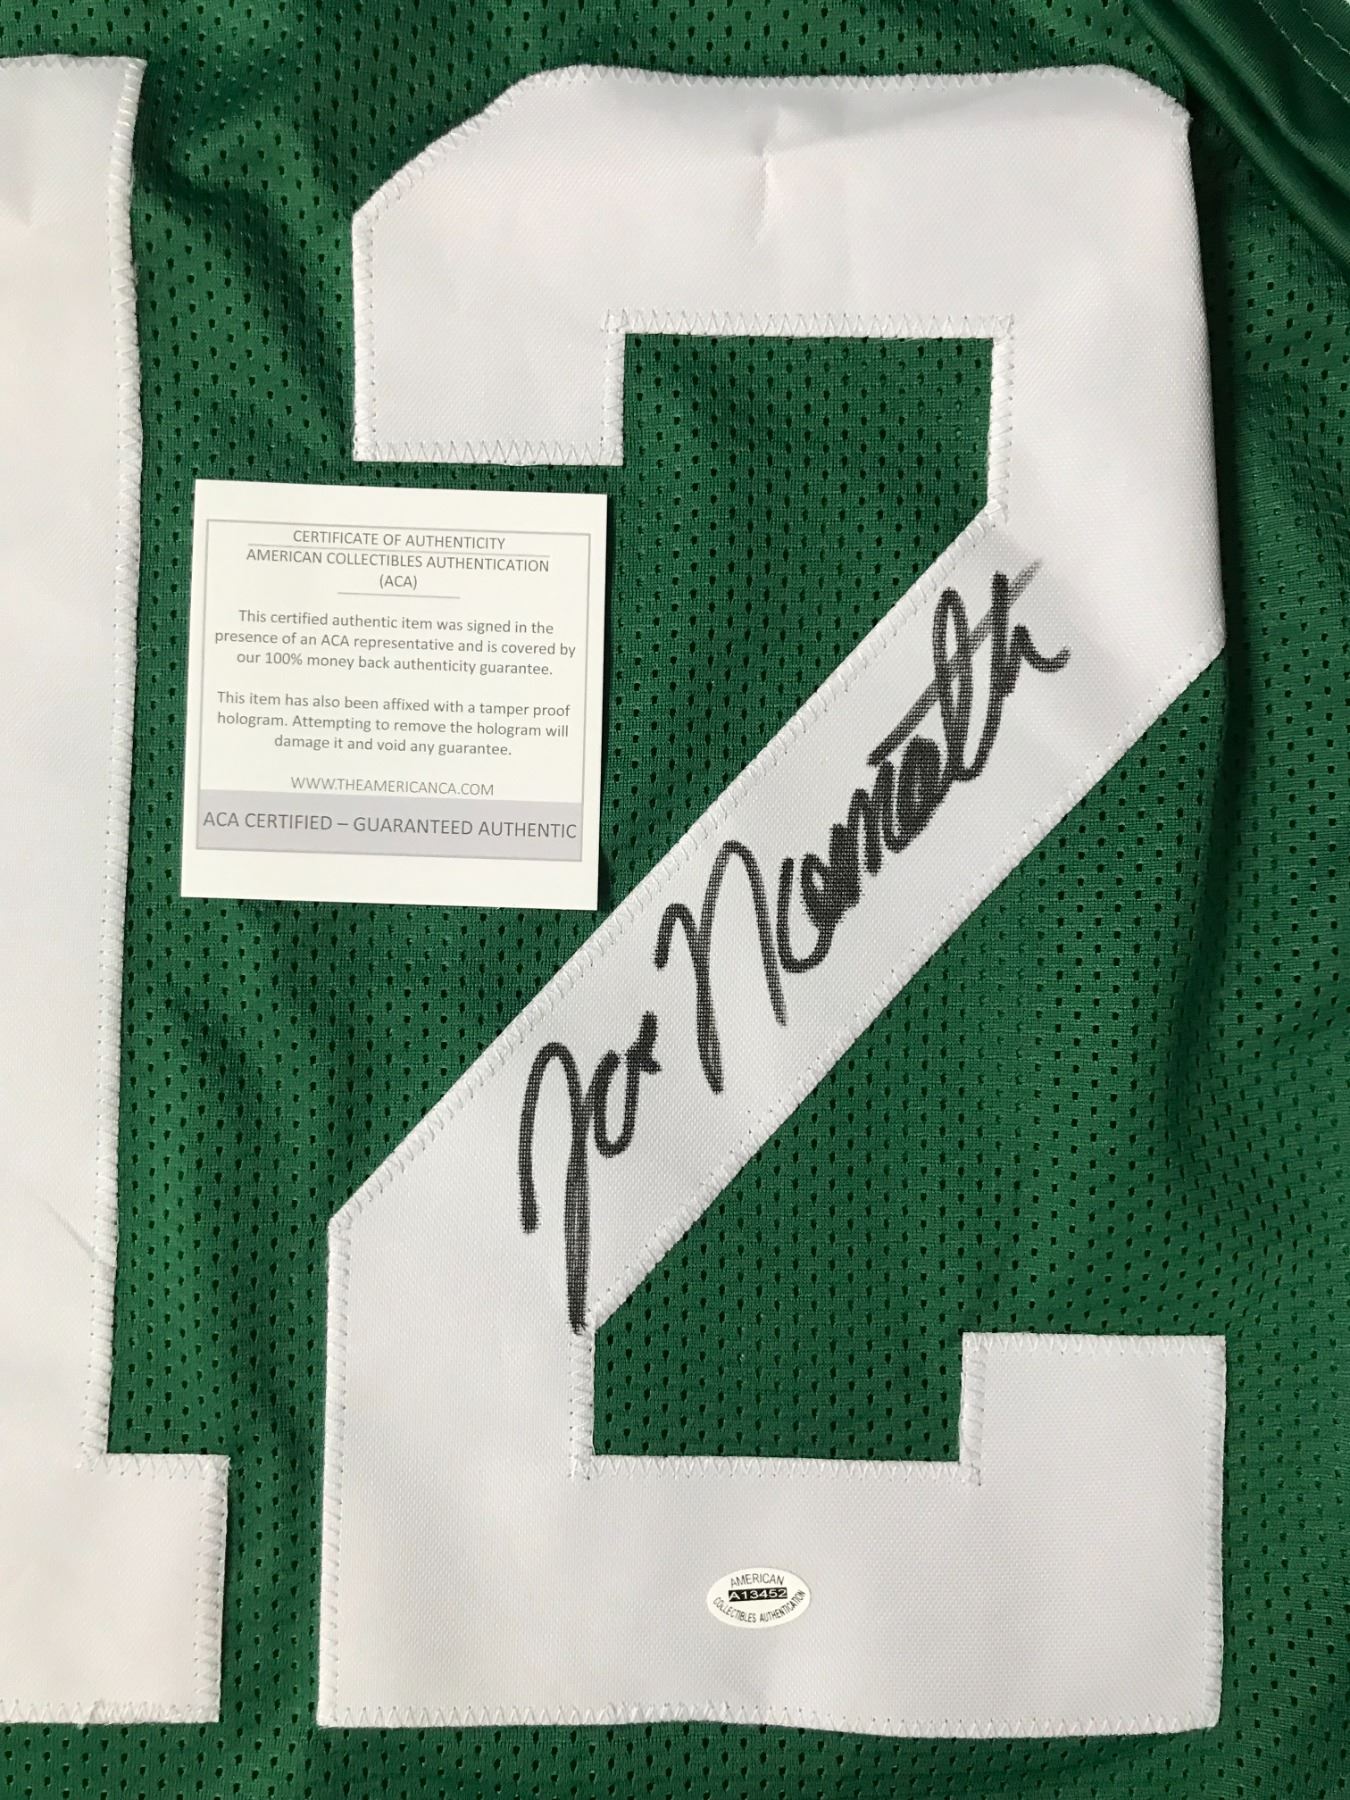 12
CERTIFICATE OF AUTHENTICITY
AMERICAN COLLECTIBLES AUTHENTICATION
(ACA)
This certified authentic item was signed in the
presence of an ACA representative and is covered by
our 100% money back authenticity guarantee.
This item has also been affixed with a tamper proof
hologram. Attempting to remove the hologram will
damage it and void any guarantee.
WWW.THEAMERICANCA.COM
ACA CERTIFIED – GUARANTEED AUTHENTIC
Joe Namath
AMERICAN
A13452
COLLECTIBLES AUTHENTICATION